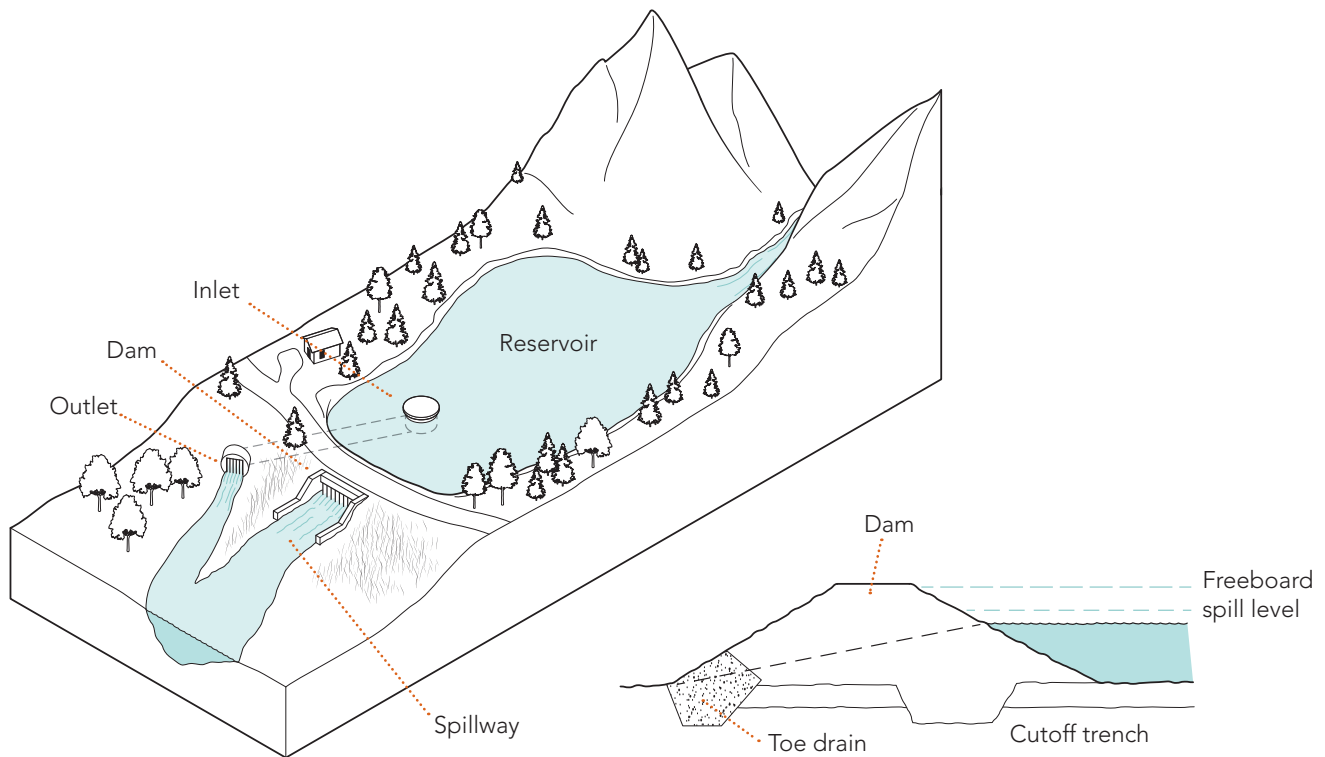 Inlet
Reservoir
Dam
Outlet
Spillway
Dam
Freeboard
spill level
Toe drain
Cutoff trench